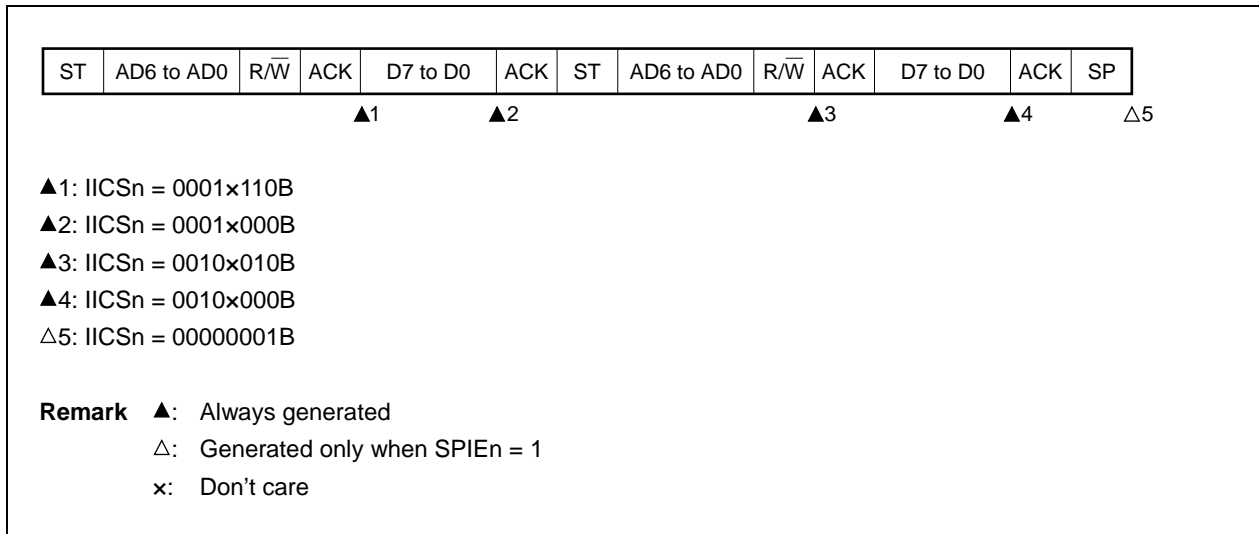 ST AD6 to AD0 R/W̅ ACK D7 to D0 ACK ST AD6 to AD0 R/W̅ ACK D7 to D0 ACK SP
▲1 ▲2 ▲3 ▲4 △5
▲1: IICSn = 0001×110B
▲2: IICSn = 0001×000B
▲3: IICSn = 0010×010B
▲4: IICSn = 0010×000B
△5: IICSn = 00000001B
Remark ▲: Always generated
△: Generated only when SPIEn = 1
×: Don't care